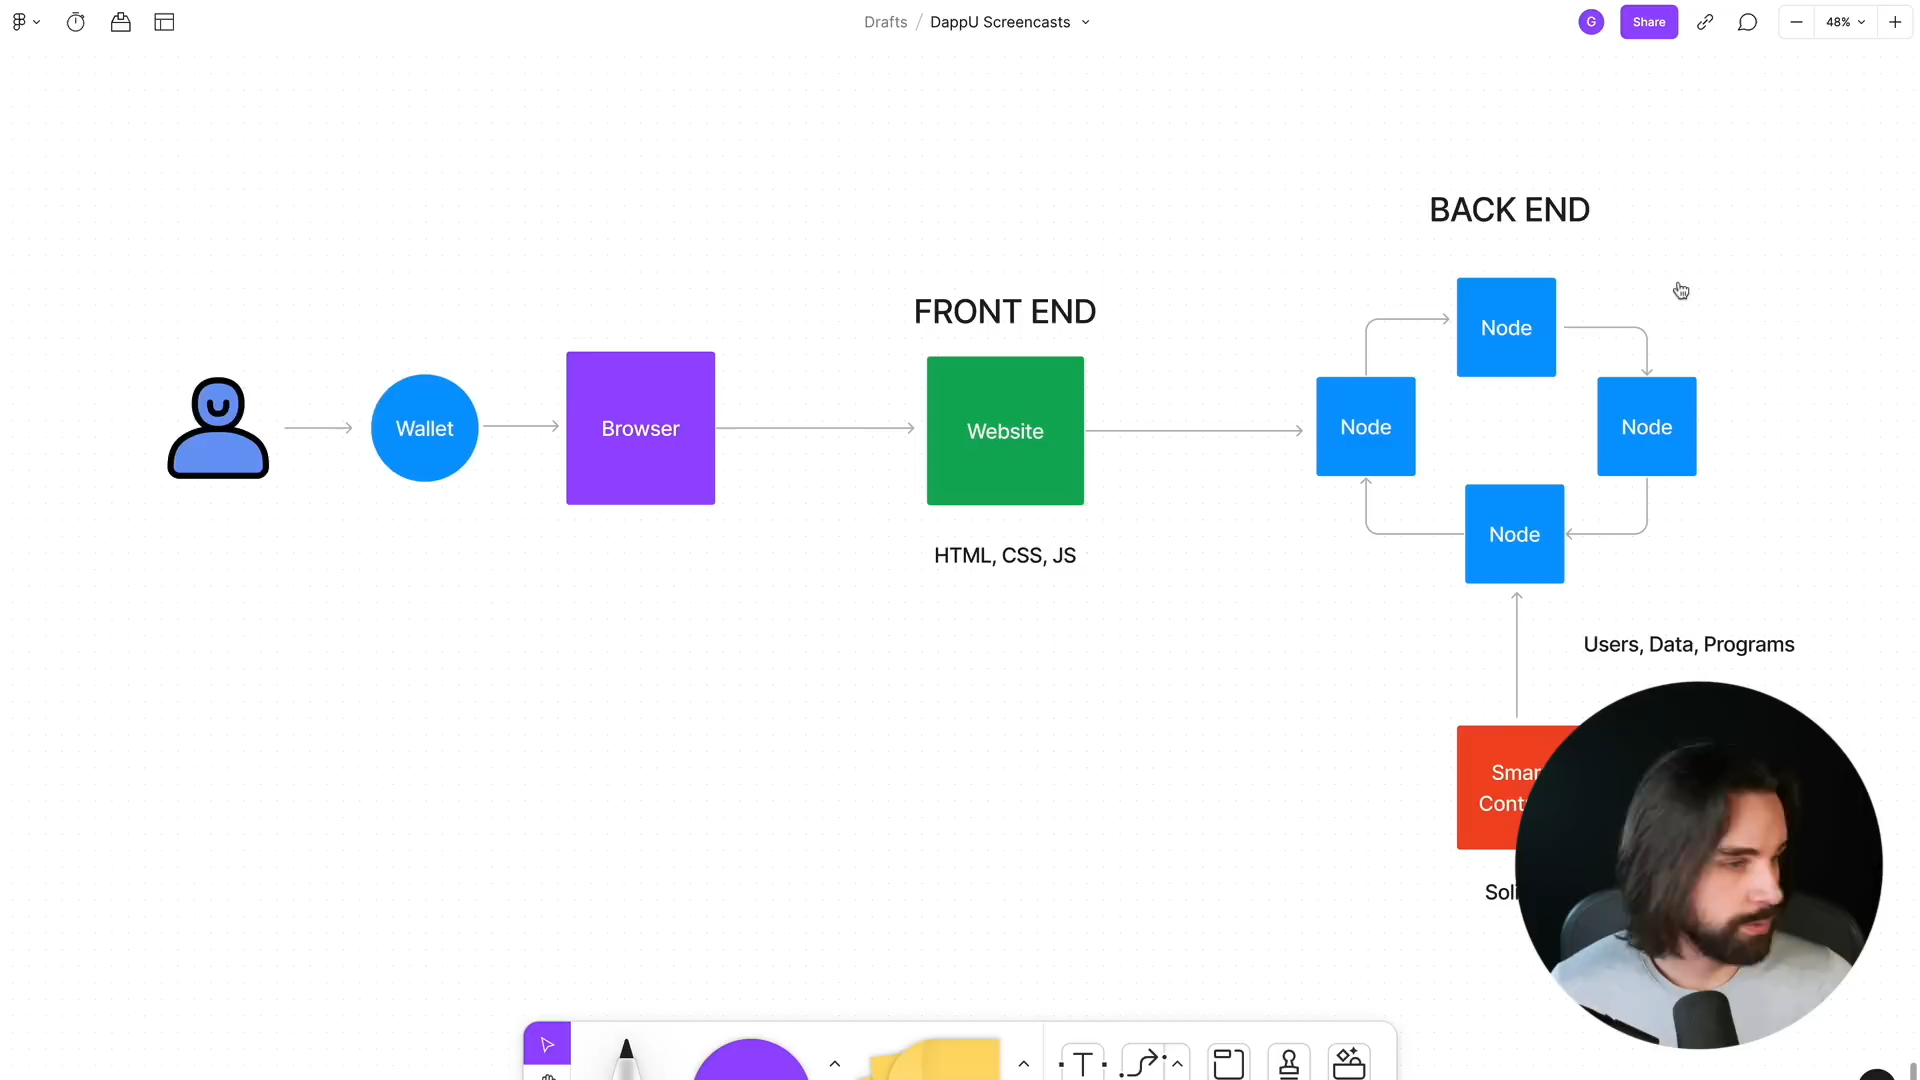 Drafts / DappU Screencasts
G
Share
48%
BACK END
FRONT END
Node
Wallet
Browser
Website
Node
Node
Node
HTML, CSS, JS
Users, Data, Programs
T